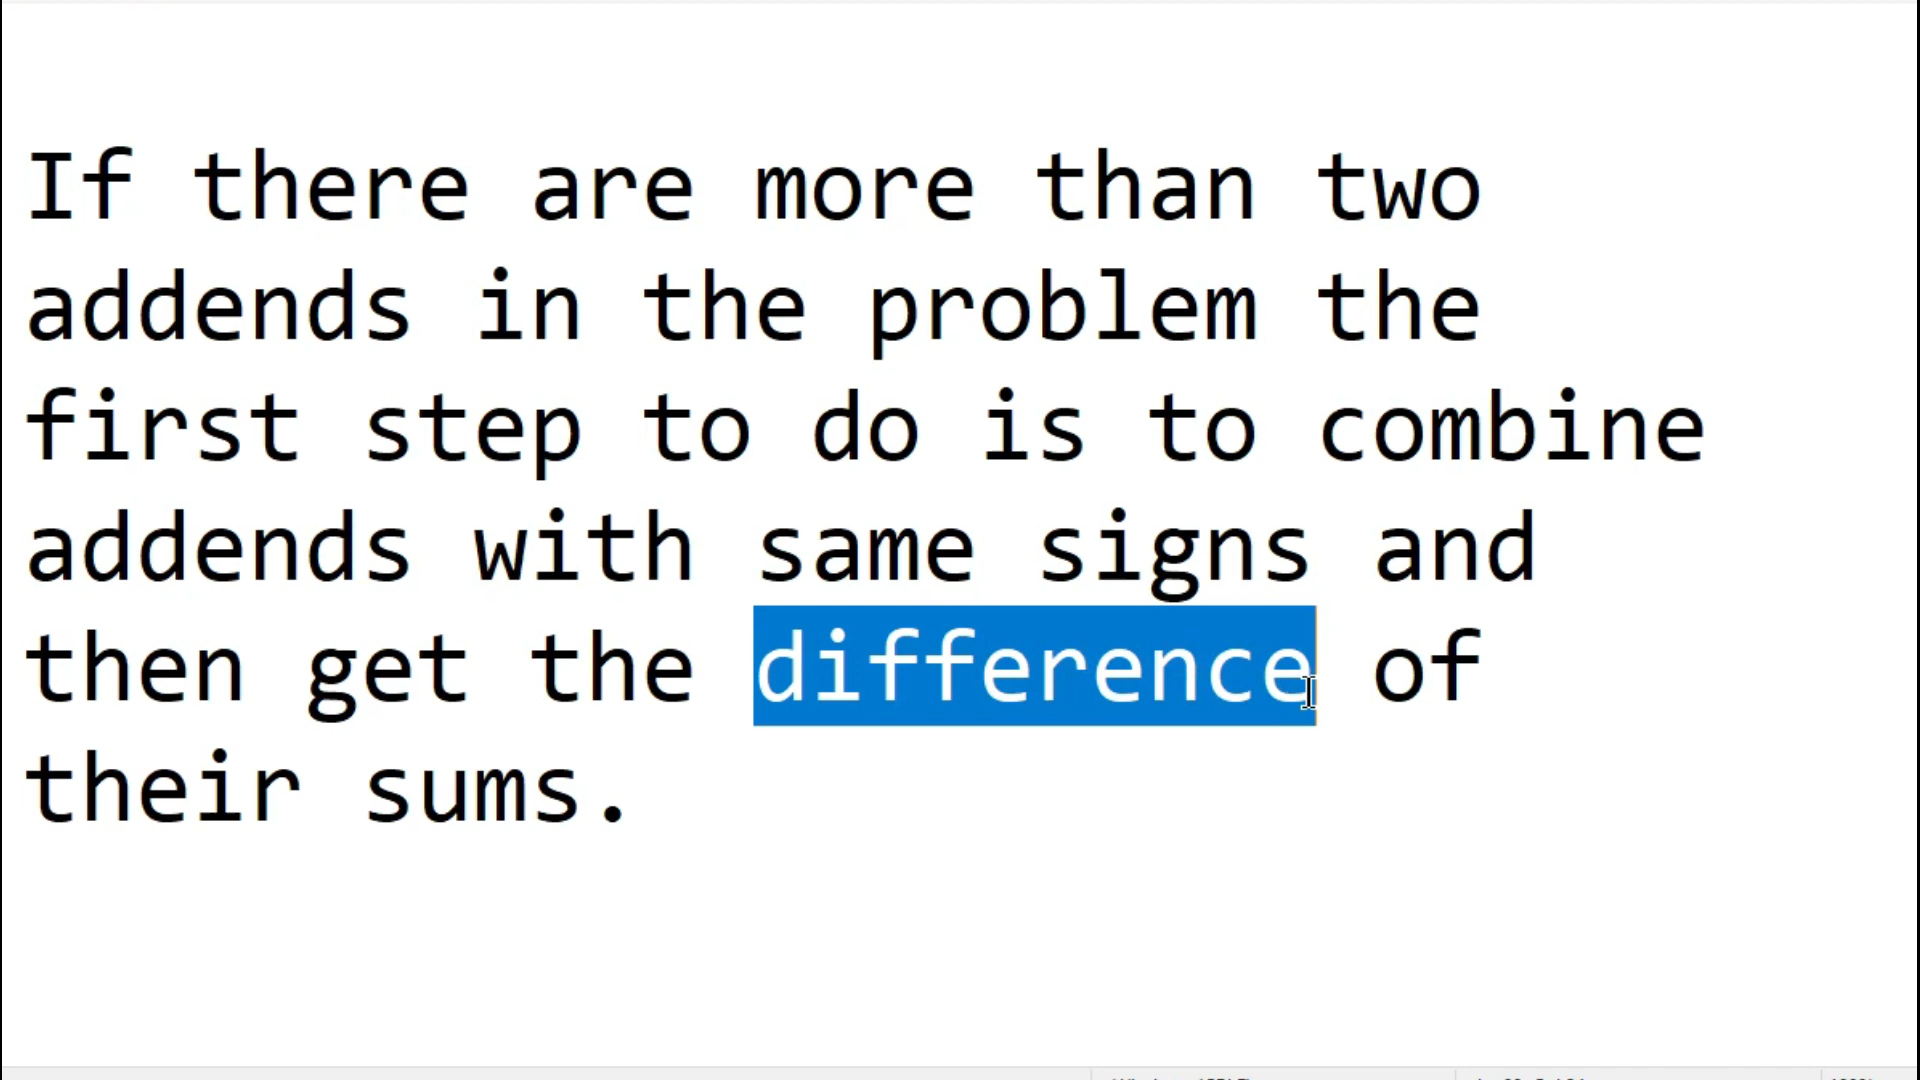 If there are more than two
addends in the problem the
first step to do is to combine
addends with same signs and
then get the difference of
their sums.